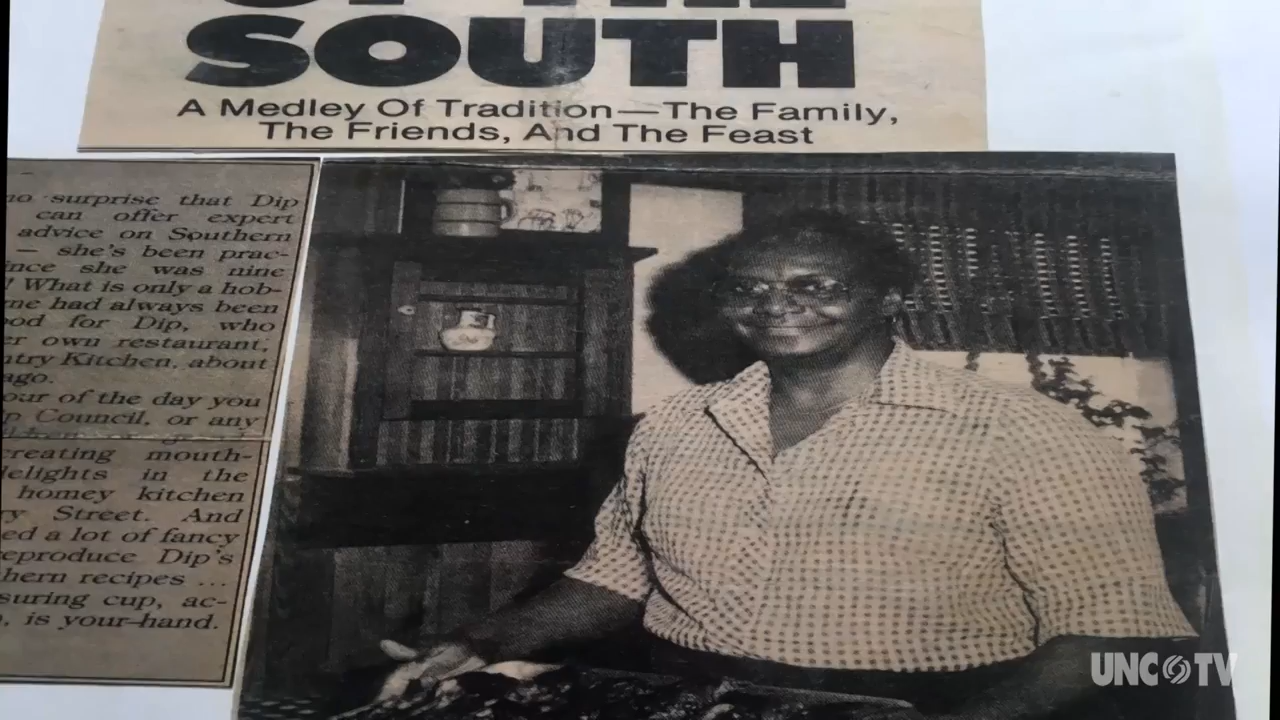 SOUTH
A Medley Of Tradition—The Family,
The Friends, And The Feast
no surprise that Dip
can offer expert
advice on Southern
— she's been prac-
since she was nine
! What is only a hob-
had always been
for Dip, who
own restaurant,
Kitchen, about
ago.
of the day you
Council, or any
creating mouth-
delights in the
homey kitchen
Street. And
a lot of fancy
reproduce Dip's
recipes ...
cup, ac-
is your hand.
UNC TV